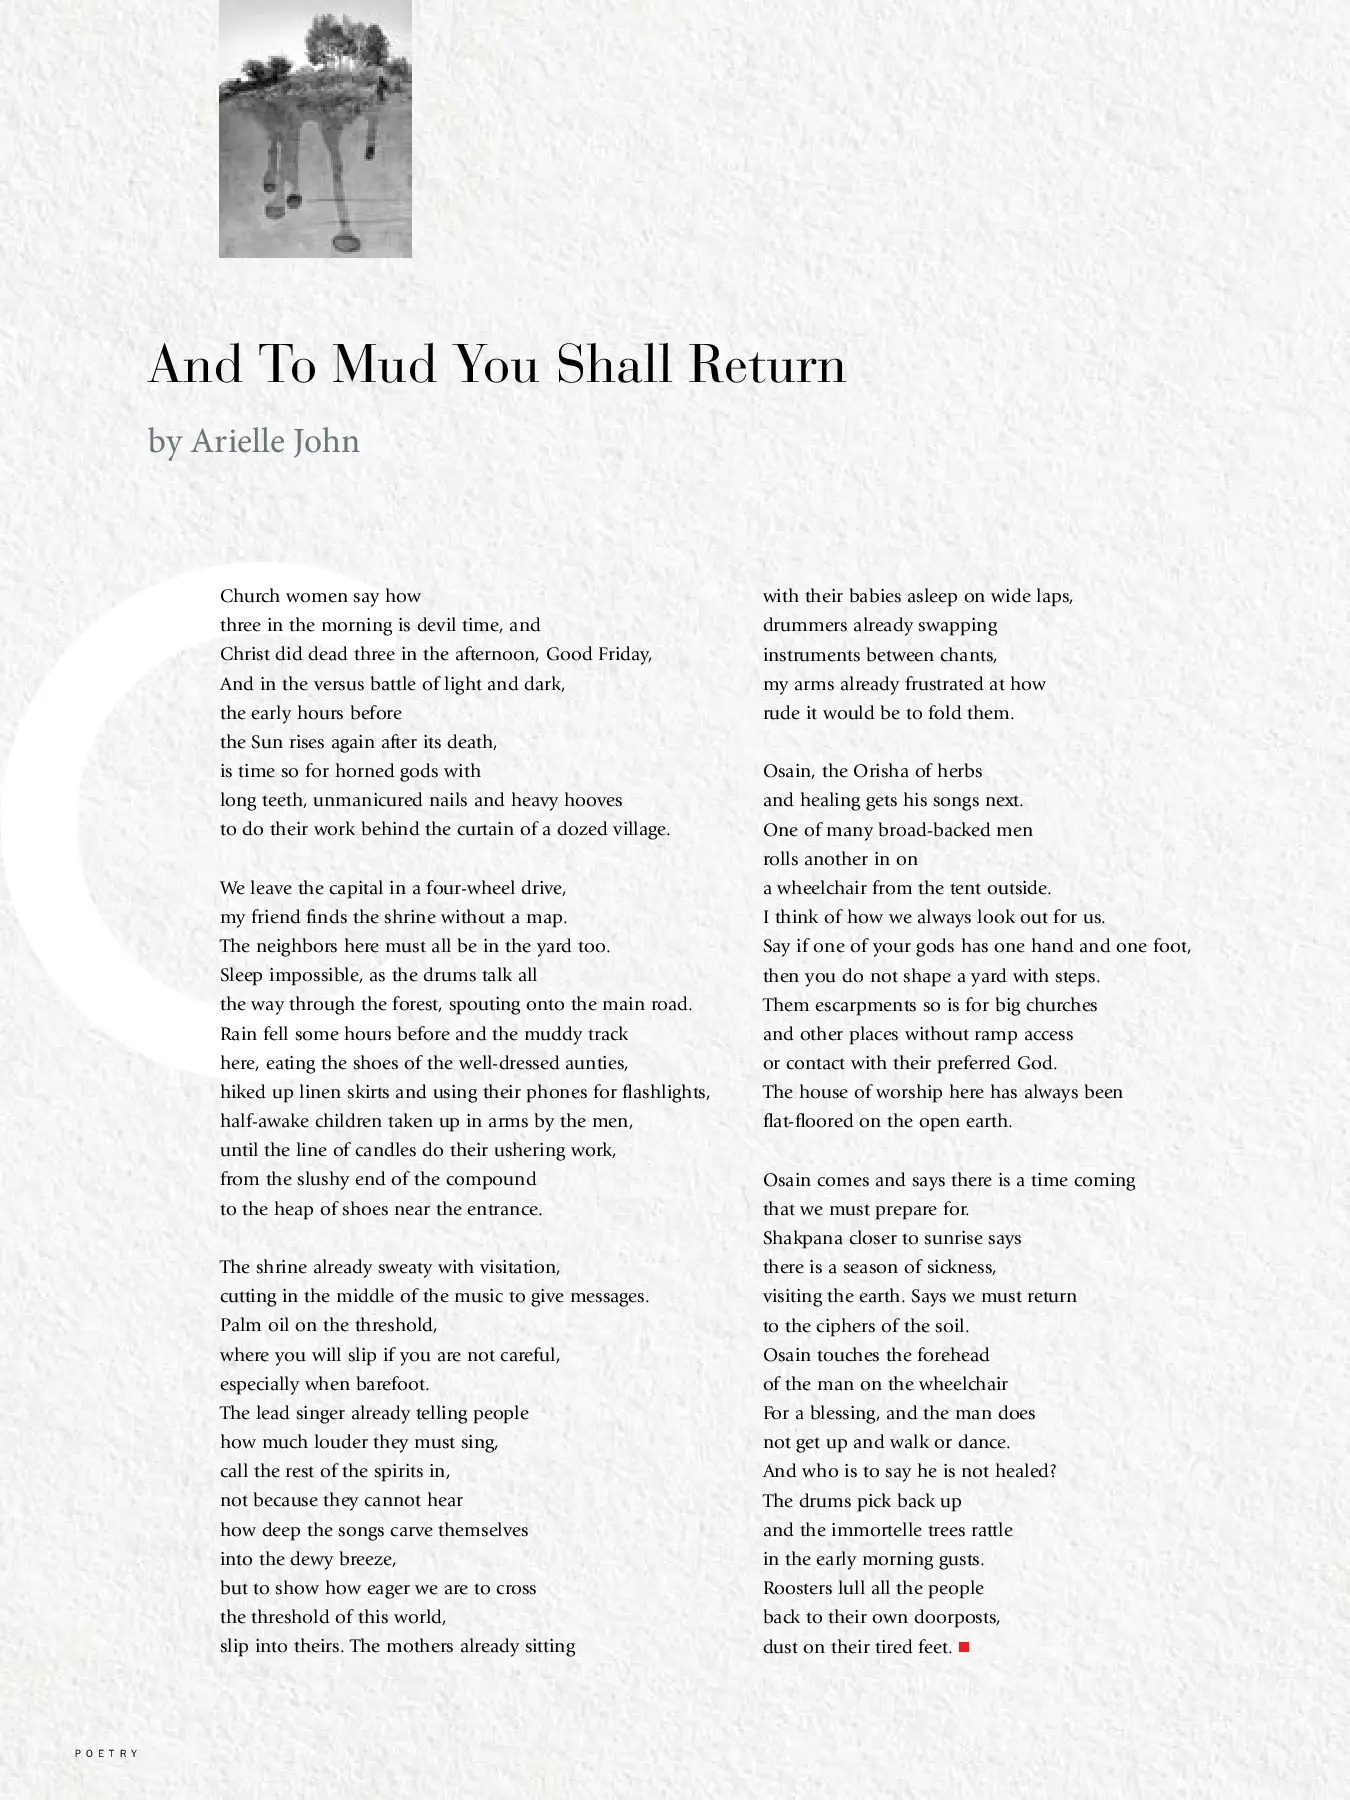 And To Mud You Shall Return
by Arielle John
Church women say how
three in the morning is devil time, and
Christ did dead three in the afternoon, Good Friday,
And in the versus battle of light and dark,
the early hours before
the Sun rises again after its death,
is time so for horned gods with
long teeth, unmanicured nails and heavy hooves
to do their work behind the curtain of a dozed village.

We leave the capital in a four-wheel drive,
my friend finds the shrine without a map.
The neighbors here must all be in the yard too.
Sleep impossible, as the drums talk all
the way through the forest, spouting onto the main road.
Rain fell some hours before and the muddy track
here, eating the shoes of the well-dressed aunties,
hiked up linen skirts and using their phones for flashlights,
half-awake children taken up in arms by the men,
until the line of candles do their ushering work,
from the slushy end of the compound
to the heap of shoes near the entrance.

The shrine already sweaty with visitation,
cutting in the middle of the music to give messages.
Palm oil on the threshold,
where you will slip if you are not careful,
especially when barefoot.
The lead singer already telling people
how much louder they must sing,
call the rest of the spirits in,
not because they cannot hear
how deep the songs carve themselves
into the dewy breeze,
but to show how eager we are to cross
the threshold of this world,
slip into theirs. The mothers already sitting
with their babies asleep on wide laps,
drummers already swapping
instruments between chants,
my arms already frustrated at how
rude it would be to fold them.

Osain, the Orisha of herbs
and healing gets his songs next.
One of many broad-backed men
rolls another in on
a wheelchair from the tent outside.
I think of how we always look out for us.
Say if one of your gods has one hand and one foot,
then you do not shape a yard with steps.
Them escarpments so is for big churches
and other places without ramp access
or contact with their preferred God.
The house of worship here has always been
flat-floored on the open earth.

Osain comes and says there is a time coming
that we must prepare for.
Shakpana closer to sunrise says
there is a season of sickness,
visiting the earth. Says we must return
to the ciphers of the soil.
Osain touches the forehead
of the man on the wheelchair
For a blessing, and the man does
not get up and walk or dance.
And who is to say he is not healed?
The drums pick back up
and the immortelle trees rattle
in the early morning gusts.
Roosters lull all the people
back to their own doorposts,
dust on their tired feet.
POETRY